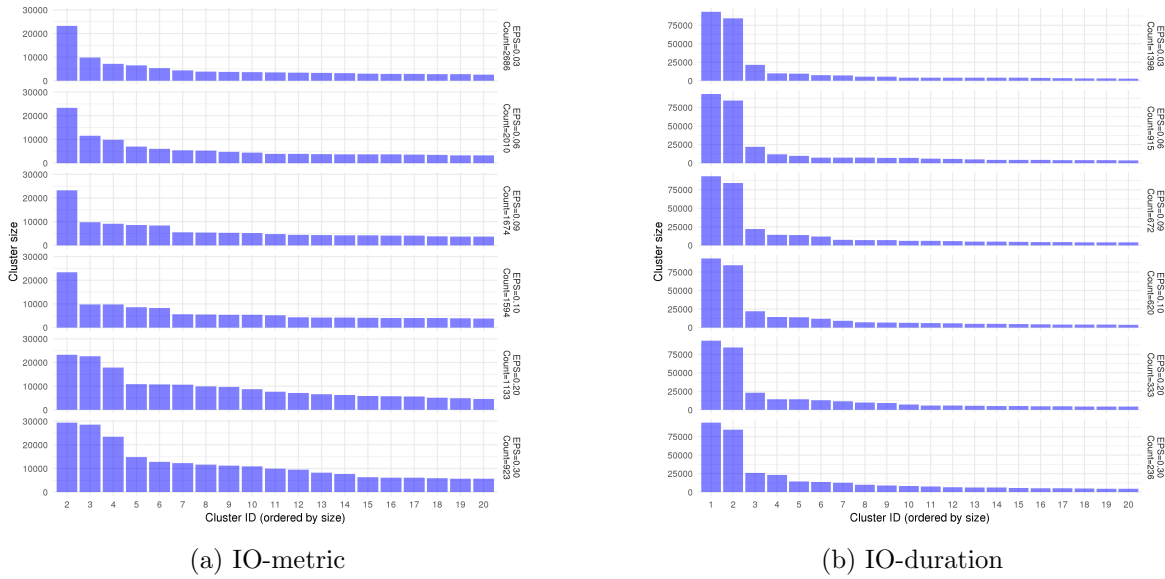 Cluster size
30000
20000
10000
0
EPS=0.03
Count=2686
30000
20000
10000
0
EPS=0.06
Count=2010
30000
20000
10000
0
EPS=0.09
Count=1674
30000
20000
10000
0
EPS=0.10
Count=1594
30000
20000
10000
0
EPS=0.20
Count=1133
30000
20000
10000
0
EPS=0.30
Count=923
2 3 4 5 6 7 8 9 10 11 12 13 14 15 16 17 18 19 20
Cluster ID (ordered by size)
(a) IO-metric
Cluster size
75000
50000
25000
0
EPS=0.03
Count=1398
75000
50000
25000
0
EPS=0.06
Count=915
75000
50000
25000
0
EPS=0.09
Count=672
75000
50000
25000
0
EPS=0.10
Count=620
75000
50000
25000
0
EPS=0.20
Count=333
75000
50000
25000
0
EPS=0.30
Count=236
1 2 3 4 5 6 7 8 9 10 11 12 13 14 15 16 17 18 19 20
Cluster ID (ordered by size)
(b) IO-duration